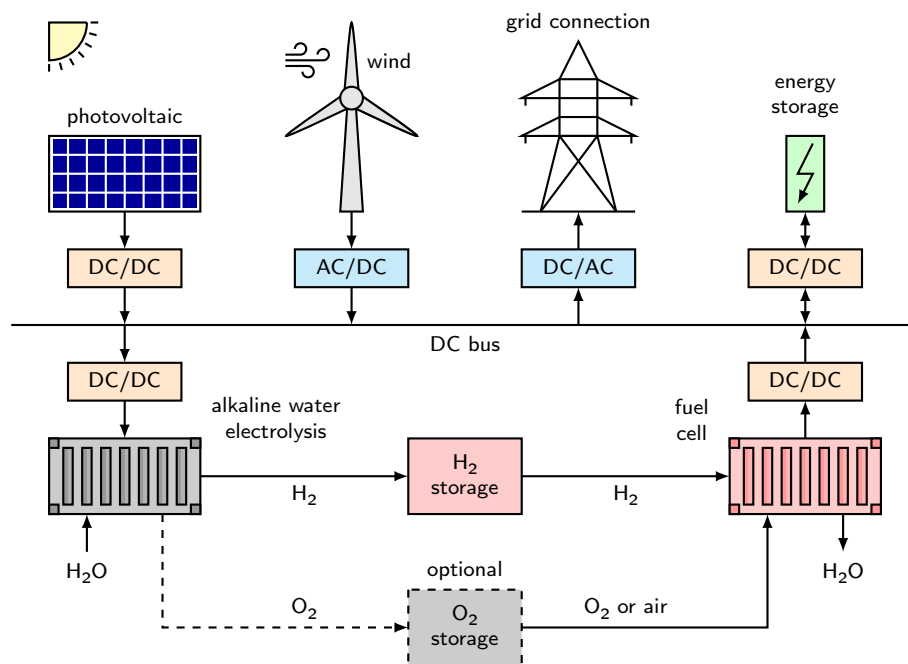 grid connection
wind
energy
storage
photovoltaic
DC/DC
AC/DC
DC/AC
DC/DC
DC bus
DC/DC
DC/DC
alkaline water
electrolysis
fuel
cell
H₂
storage
H₂
H₂
H₂O
H₂O
optional
O₂
O₂
storage
O₂ or air